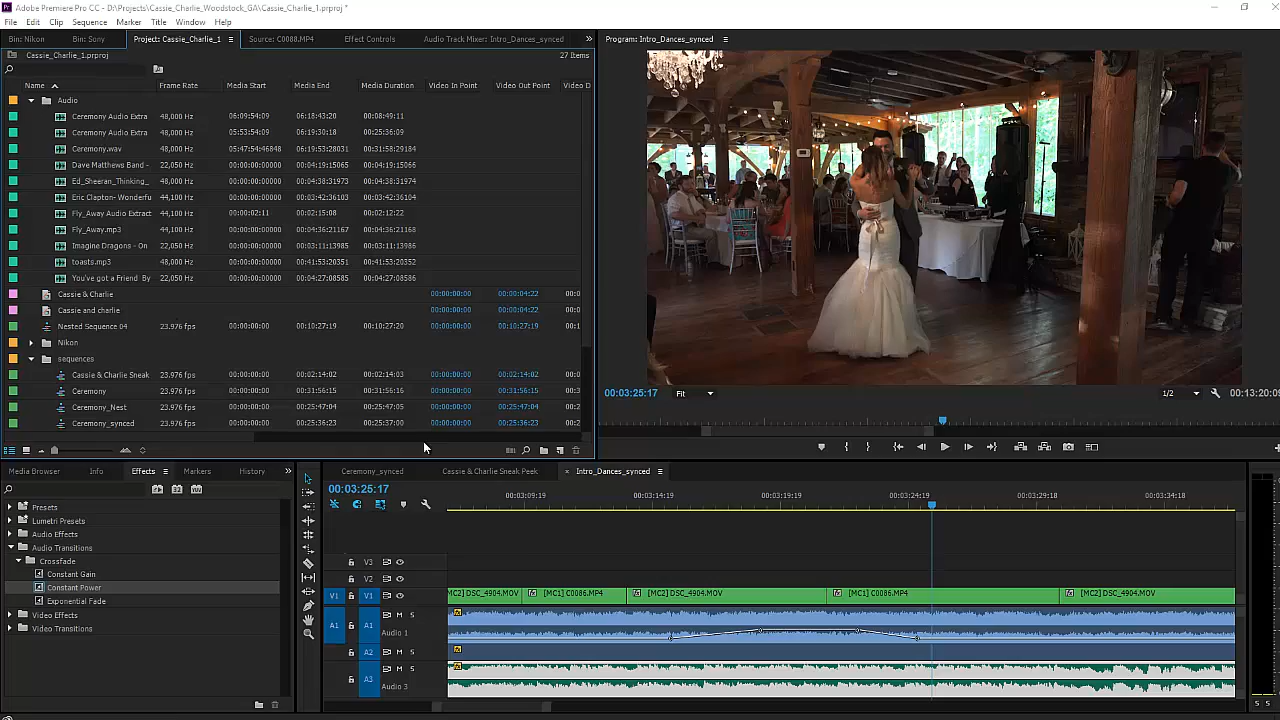 Adobe Premiere Pro CC - D:\Projects\Cassie_Charlie_Woodstock_GA\Cassie_Charlie_1.prproj *
File Edit Clip Sequence Marker Title Window Help
Bin: Nikon Bin: Sony Project: Cassie_Charlie_1 Source: C0088.MP4 Effect Controls Audio Track Mixer: Intro_Dances_synced
Program: Intro_Dances_synced
Cassie_Charlie_1.prproj 27 Items
Name Frame Rate Media Start Media End Media Duration Video In Point Video Out Point Video D
Audio
Ceremony Audio Extra 48,000 Hz 06:09:54:09 06:18:43:20 00:08:49:11
Ceremony Audio Extra 48,000 Hz 00:25:36:09
Ceremony.wav 48,000 Hz 05:47:54:46848 06:19:53:28031 00:31:58:29184
Dave Matthews Band - 22,050 Hz 00:00:00:00000 00:04:19:15065 00:04:19:15066
Ed_Sheeran_Thinking_ 48,000 Hz 00:00:00:00000 00:04:38:31973 00:04:38:31974
Eric Clapton- Wonderfu 44,100 Hz 00:00:00:00000 00:03:42:36103 00:03:42:36104
Fly_Away Audio Extract 44,100 Hz 00:00:02:11 00:02:15:08 00:02:12:22
Fly_Away.mp3 44,100 Hz 00:00:00:00000 00:04:36:21167 00:04:36:21168
Imagine Dragons - On 22,050 Hz 00:00:00:00000 00:03:11:13985 00:03:11:13986
toasts.mp3 48,000 Hz 00:00:00:00000 00:41:53:20351 00:41:53:20352
You've got a Friend By 22,050 Hz 00:00:00:00000 00:04:27:08585 00:04:27:08586
Cassie & Charlie 00:00:00:00 00:00:04:22 00:0
Cassie and charlie 00:00:00:00 00:00:04:22 00:0
Nested Sequence 04 23.976 fps 00:00:00:00 00:10:27:19 00:10:27:20 00:00:00:00 00:10:27:19 00:1
Nikon
sequences
Cassie & Charlie Sneak 23.976 fps 00:00:00:00 00:02:14:02 00:02:14:03 00:00:00:00 00:02:14:02 00:0
Ceremony 23.976 fps 00:00:00:00 00:31:56:15 00:31:56:16 00:00:00:00 00:31:56:15 00:3
Ceremony_Nest 23.976 fps 00:00:00:00 00:25:47:04 00:25:47:05 00:00:00:00 00:25:47:04 00:2
Ceremony_synced 23.976 fps 00:00:00:00 00:25:36:23 00:25:37:00 00:00:00:00 00:25:36:23 00:2
00:03:25:17 Fit 1/2 00:13:20:09
Media Browser Info Effects Markers History
Presets
Lumetri Presets
Audio Effects
Audio Transitions
Crossfade
Constant Gain
Constant Power
Exponential Fade
Video Effects
Video Transitions
Ceremony_synced Cassie & Charlie Sneak Peek × Intro_Dances_synced
00:03:25:17
00:03:09:19 00:03:14:19 00:03:19:19 00:03:24:19 00:03:29:18 00:03:34:18
V3
V2
V1 V1 MC2] DSC_4904.MOV [MC1] C0086.MP4 [MC2] DSC_4904.MOV [MC1] C0086.MP4 [MC2] DSC_4904.MOV
M S
A1 A1
Audio 1
A2 M S
M S
A3
Audio 3
S S